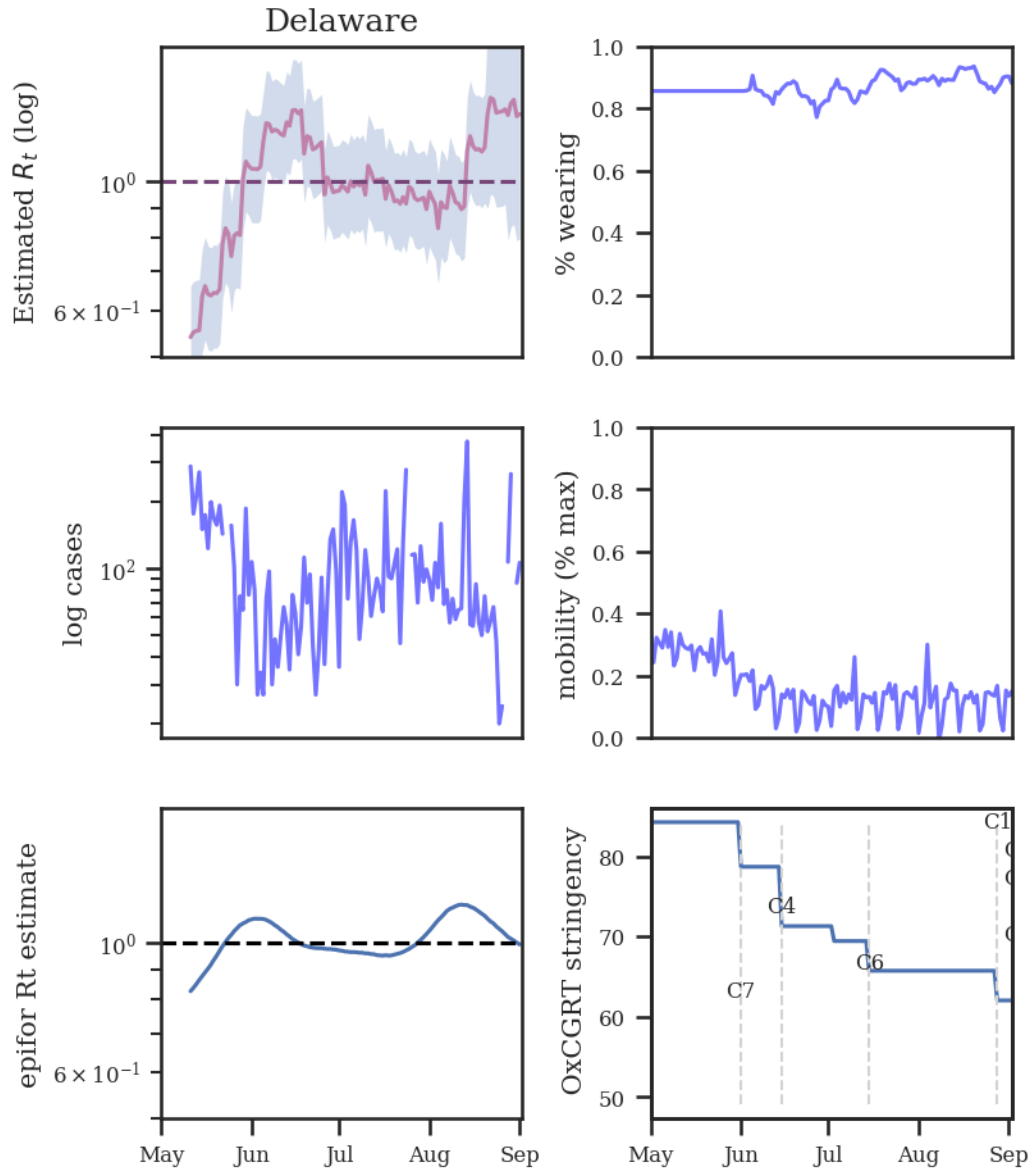 Delaware
Estimated R_t (log)
10^0
6 × 10^-1
% wearing
1.0
0.8
0.6
0.4
0.2
0.0
log cases
10^2
mobility (% max)
1.0
0.8
0.6
0.4
0.2
0.0
epifor Rt estimate
10^0
6 × 10^-1
May Jun Jul Aug Sep
OxCGRT stringency
80
70
60
50
C1
C4
C6
C7
May Jun Jul Aug Sep